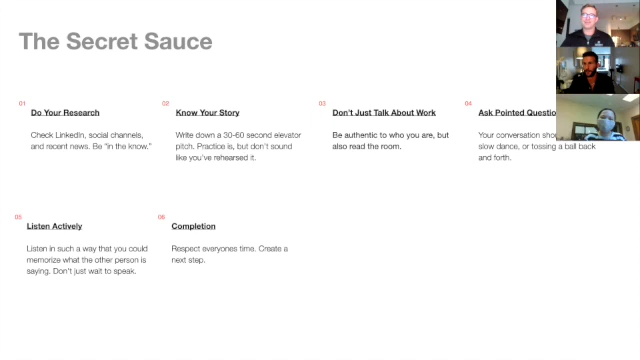 The Secret Sauce
01
Do Your Research
Check LinkedIn, social channels,
and recent news. Be "in the know."
02
Know Your Story
Write down a 30-60 second elevator
pitch. Practice is, but don't sound
like you've rehearsed it.
03
Don't Just Talk About Work
Be authentic to who you are, but
also read the room.
04
Ask Pointed
Your conversation
slow dance, or tossing a ball back
and forth.
05
Listen Actively
Listen in such a way that you could
memorize what the other person is
saying. Don't just wait to speak.
06
Completion
Respect everyones time. Create a
next step.